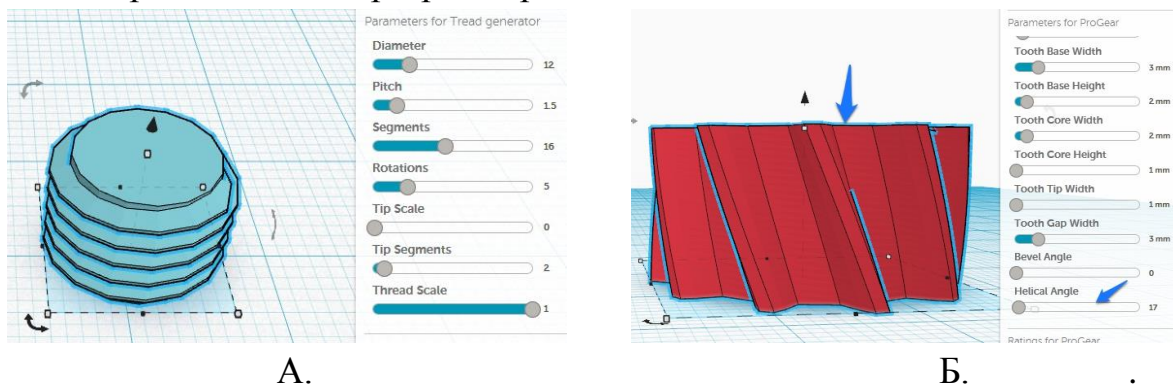 Parameters for Tread generator
Diameter
12
Pitch
1.5
Segments
16
Rotations
5
Tip Scale
0
Tip Segments
2
Thread Scale
1
Parameters for ProGear
Tooth Base Width
3 mm
Tooth Base Height
2 mm
Tooth Core Width
2 mm
Tooth Core Height
1 mm
Tooth Tip Width
1 mm
Tooth Gap Width
3 mm
Bevel Angle
0
Helical Angle
17
Ratings for ProGear
А.
Б.
.